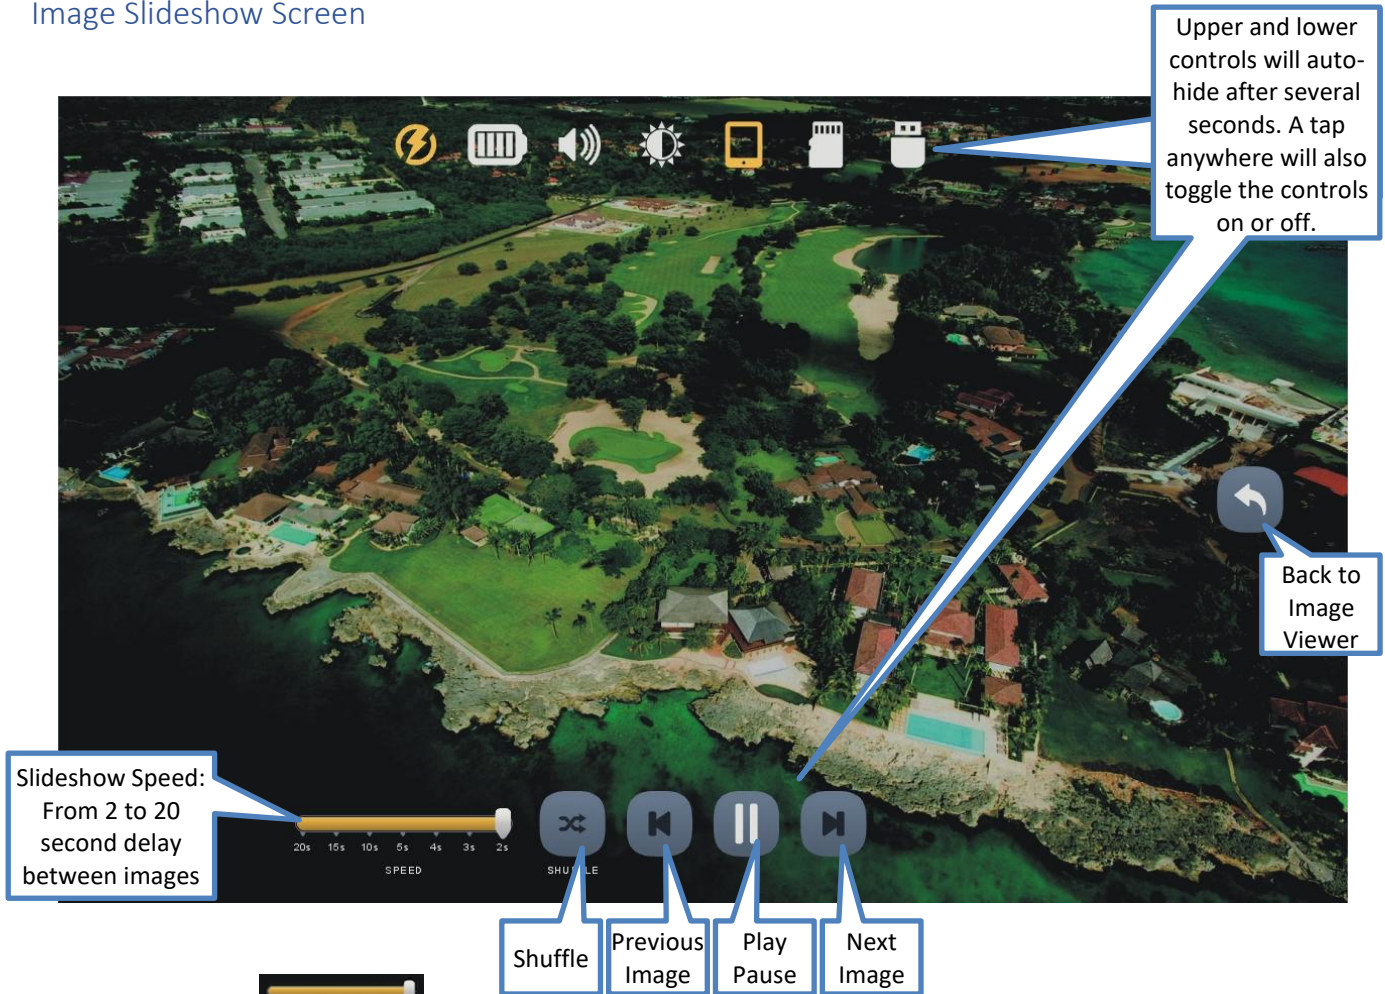 Image Slideshow Screen
Upper and lower
controls will auto-
hide after several
seconds. A tap
anywhere will also
toggle the controls
on or off.
Back to
Image
Viewer
Slideshow Speed:
From 2 to 20
second delay
between images
20s 15s 10s 5s 4s 3s 2s
SPEED
SHUFFLE
Shuffle
Previous
Image
Play
Pause
Next
Image